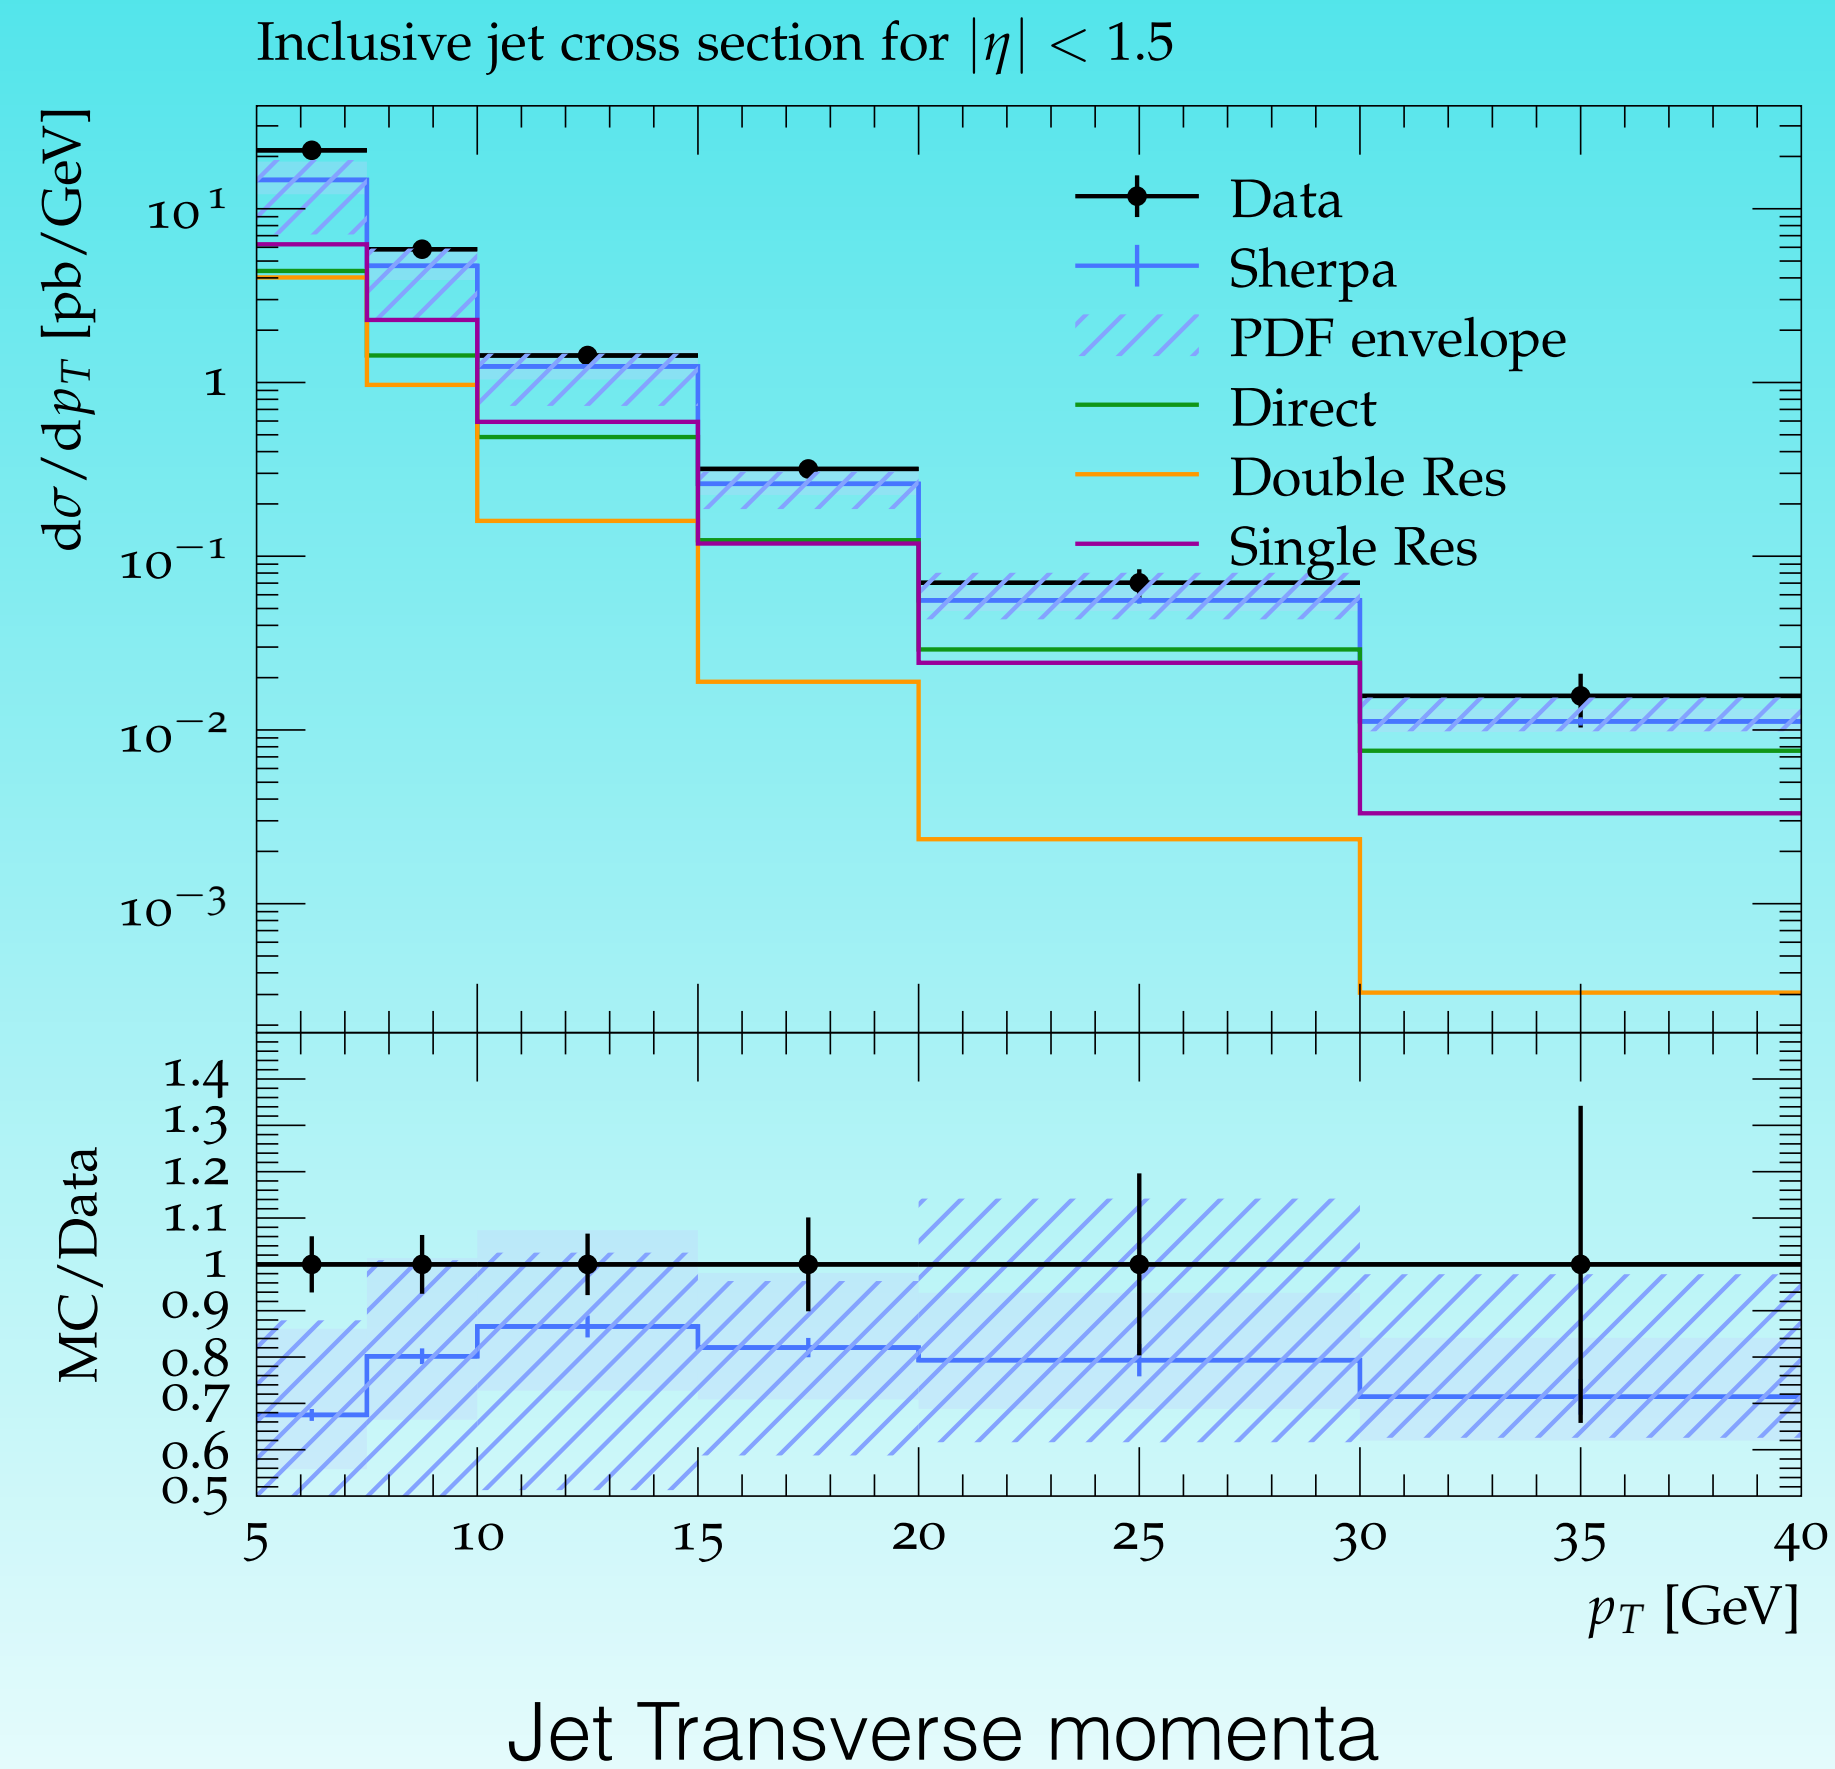 Inclusive jet cross section for |η| < 1.5
dσ/dp_T [pb/GeV]
10^1
1
10^−1
10^−2
10^−3
Data
Sherpa
PDF envelope
Direct
Double Res
Single Res
MC/Data
1.4
1.3
1.2
1.1
1
0.9
0.8
0.7
0.6
0.5
5 10 15 20 25 30 35 40
p_T [GeV]
Jet Transverse momenta